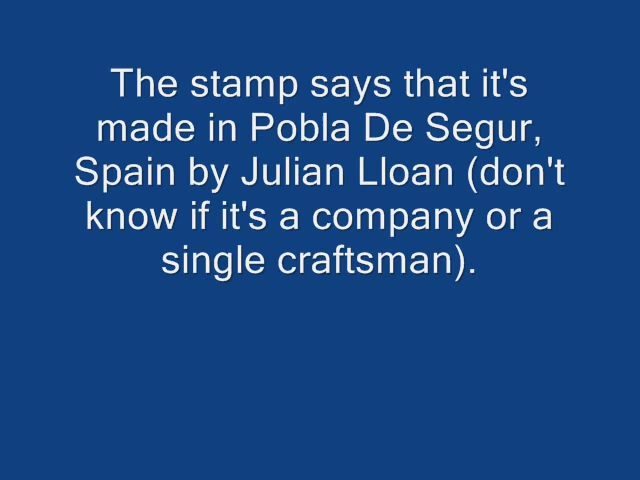 The stamp says that it's
made in Pobla De Segur,
Spain by Julian Lloan (don't
know if it's a company or a
single craftsman).